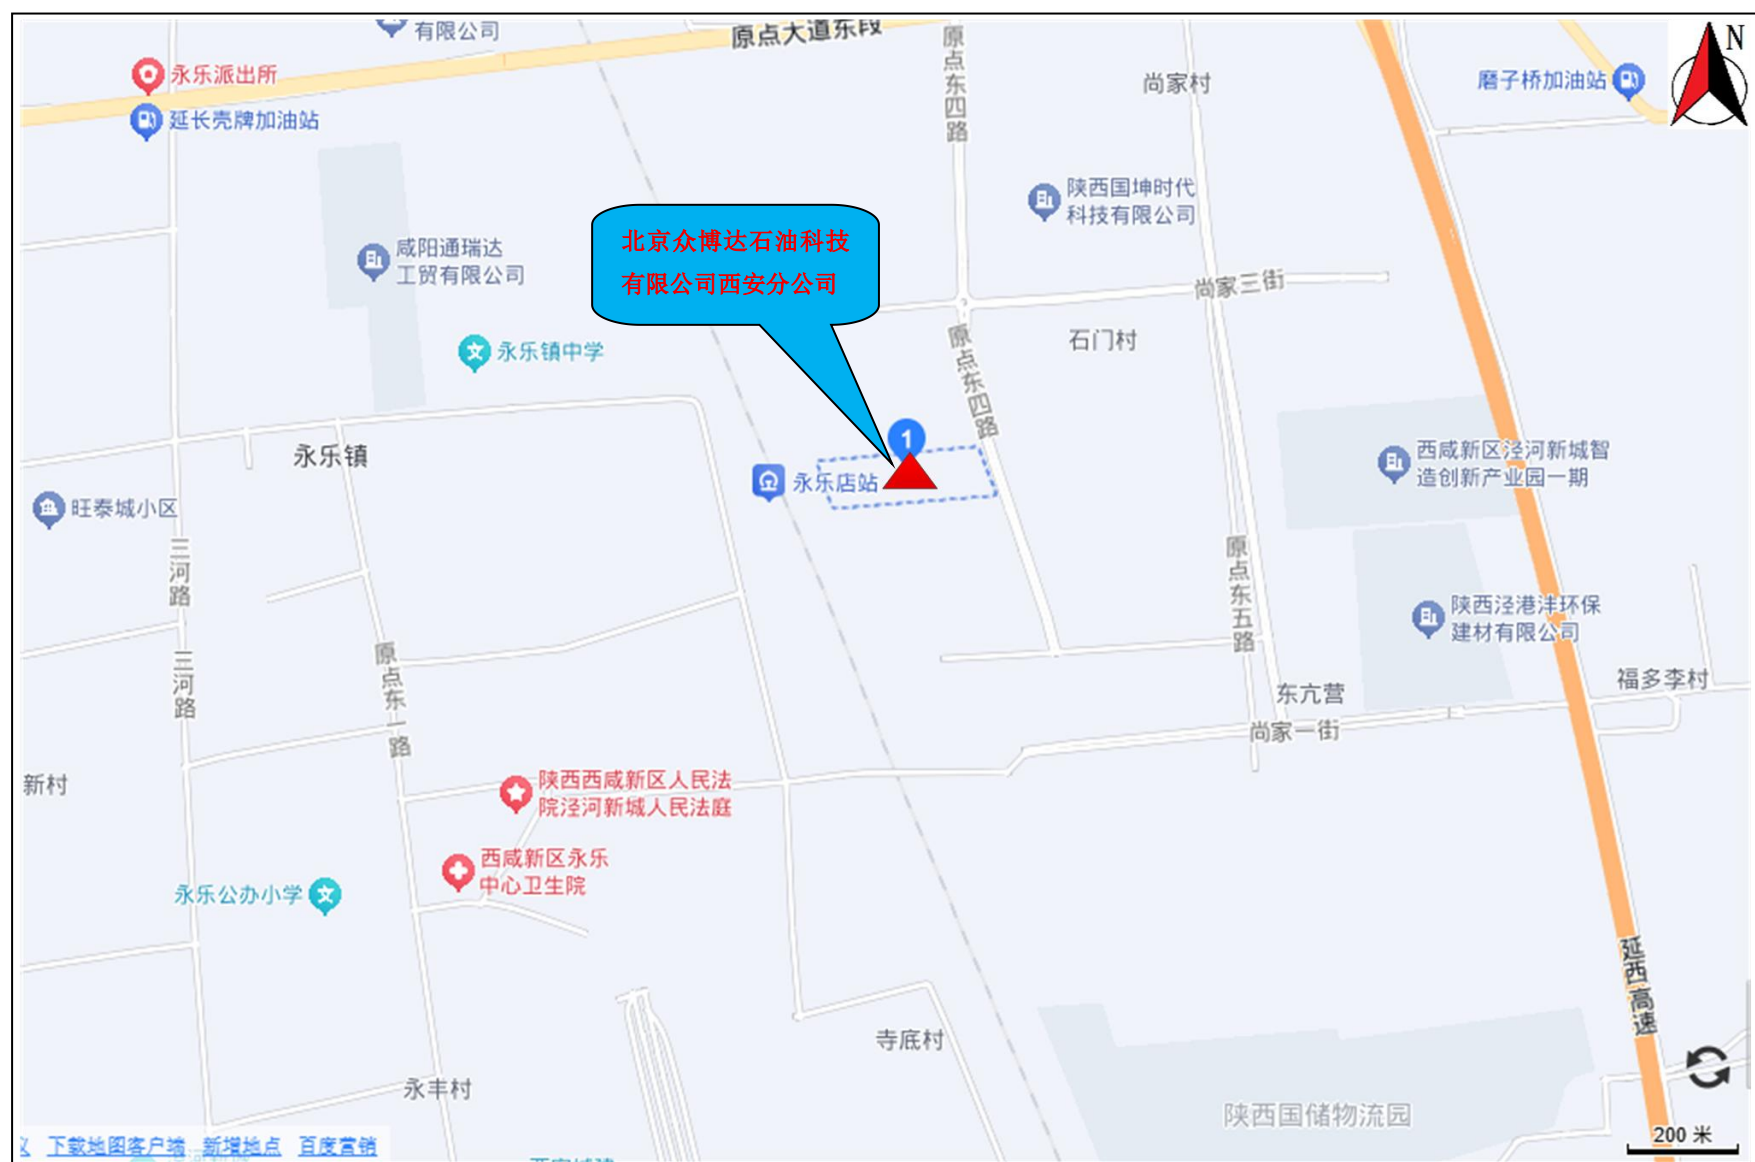 有限公司
原点大道东段
原点东四路
N
永乐派出所
延长壳牌加油站
尚家村
磨子桥加油站
陕西国坤时代
科技有限公司
北京众博达石油科技
有限公司西安分公司
咸阳通瑞达
工贸有限公司
尚家三街
石门村
原点东四路
永乐镇中学
1
永乐店站
永乐镇
西咸新区泾河新城智
造创新产业园一期
旺泰城小区
三河路
原点东五路
陕西泾港沣环保
建材有限公司
三河路
原点东一路
福多李村
东亢营
尚家一街
新村
陕西西咸新区人民法
院泾河新城人民法庭
西咸新区永乐
中心卫生院
永乐公办小学
延西高速
寺底村
永丰村
陕西国储物流园
200 米
下载地图客户端 新增地点 百度营销